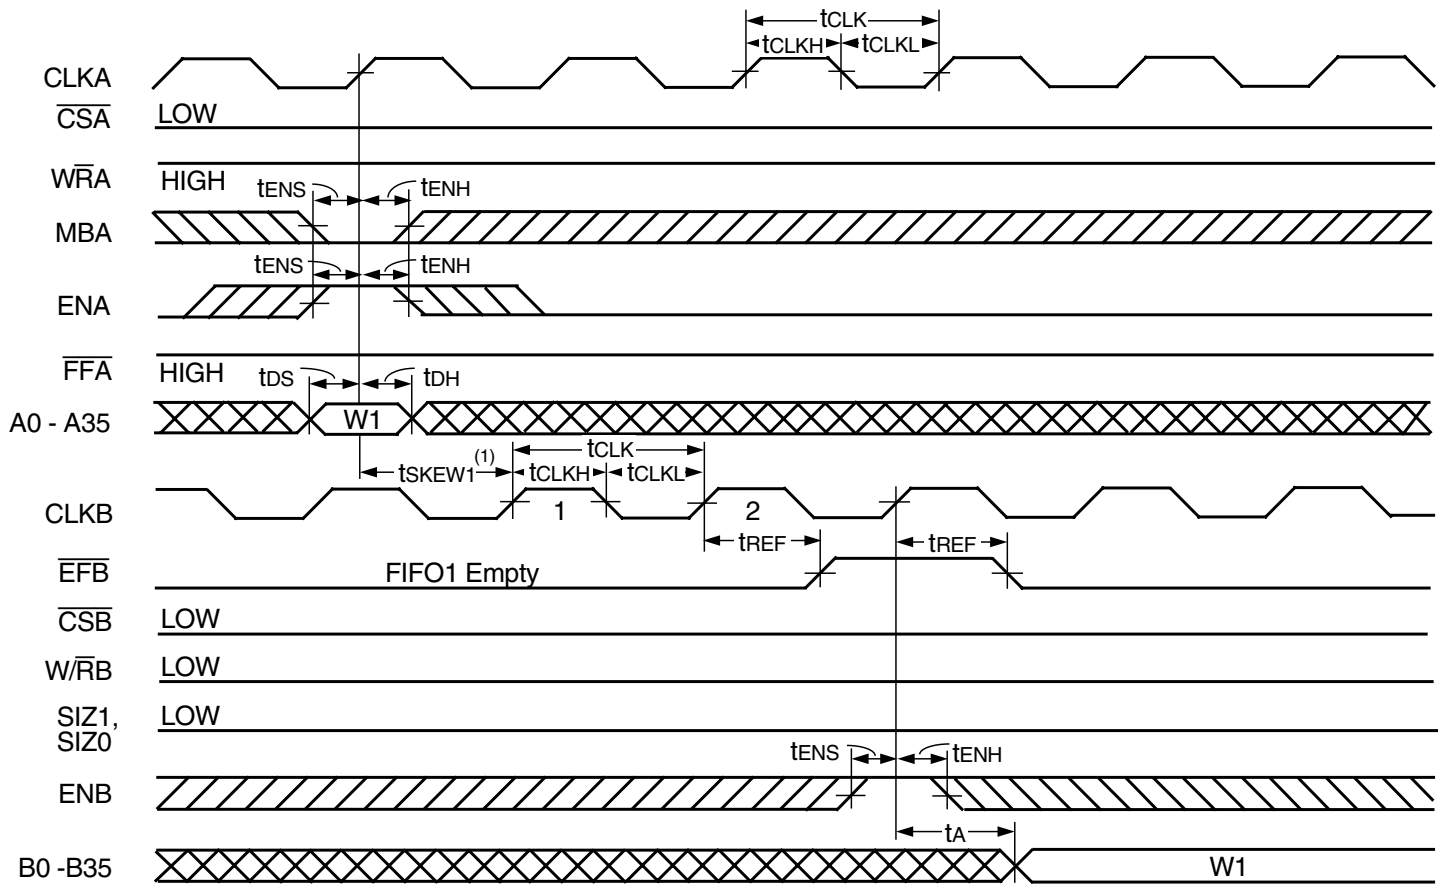 tCLK
tCLKH tCLKL
CLKA
CSA LOW
WRA HIGH
tENS tENH
MBA
tENS tENH
ENA
FFA HIGH
tDS tDH
A0 - A35 W1
tCLK
tSKEW1(1) tCLKH tCLKL
CLKB 1 2
tREF tREF
EFB FIFO1 Empty
CSB LOW
W/RB LOW
SIZ1, LOW
SIZ0
tENS tENH
ENB
tA
B0 -B35 W1